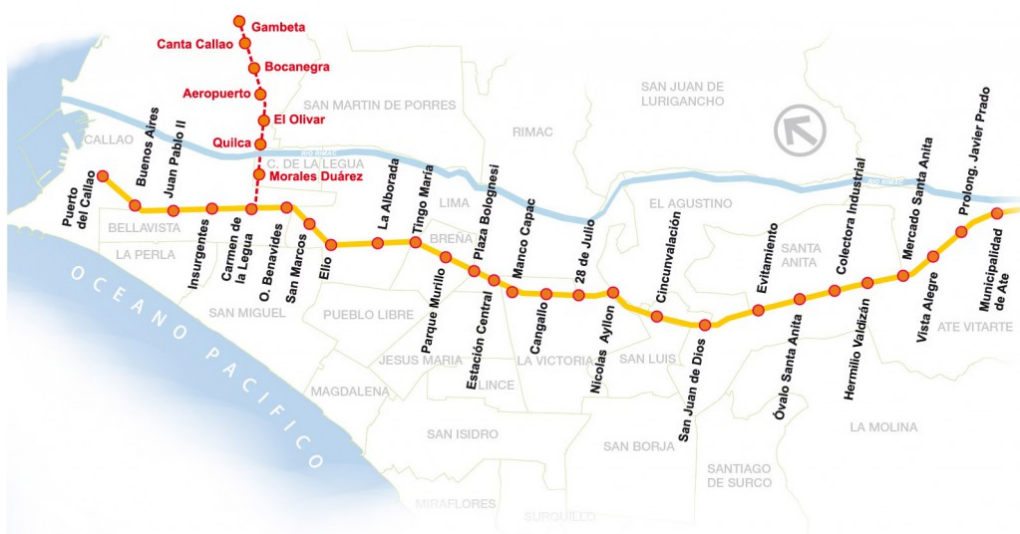 Gambeta
Canta Callao
Bocanegra
Aeropuerto
El Olivar
Quilca
Morales Duárez
SAN MARTIN DE PORRES
SAN JUAN DE
LURIGANCHO
RIMAC
CALLAO
RIO RIMAC
C. DE LA LEGUA
LIMA
BREÑA
EL AGUSTINO
RIO RIMAC
SANTA
ANITA
BELLAVISTA
LA PERLA
SAN MIGUEL
PUEBLO LIBRE
JESUS MARIA
MAGDALENA
LINCE
LA VICTORIA
SAN LUIS
ATE VITARTE
SAN ISIDRO
SAN BORJA
LA MOLINA
SANTIAGO
DE SURCO
MIRAFLORES
SURQUILLO
OCEANO PACIFICO
Puerto
del Callao
Buenos Aires
Juan Pablo II
Insurgentes
Carmen de
la Legua
O. Benavides
San Marcos
Elio
La Alborada
Tingo María
Parque Murillo
Plaza Bolognesi
Estación Central
Manco Capac
Cangallo
28 de Julio
Nicolas Ayllon
Cincunvalación
San Juan de Dios
Evitamiento
Óvalo Santa Anita
Colectora Industrial
Hermilio Valdizán
Mercado Santa Anita
Vista Alegre
Prolong. Javier Prado
Municipalidad
de Ate